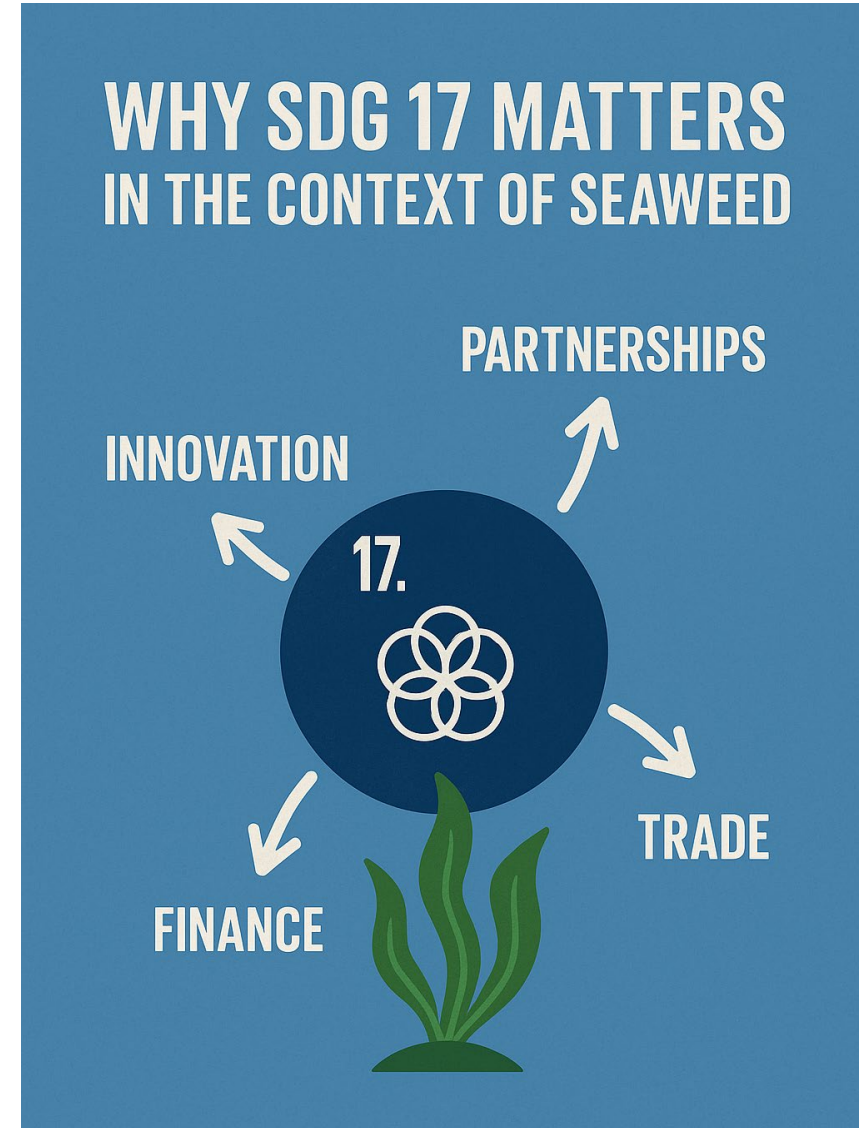 WHY SDG 17 MATTERS
IN THE CONTEXT OF SEAWEED
PARTNERSHIPS
INNOVATION
17.
TRADE
FINANCE